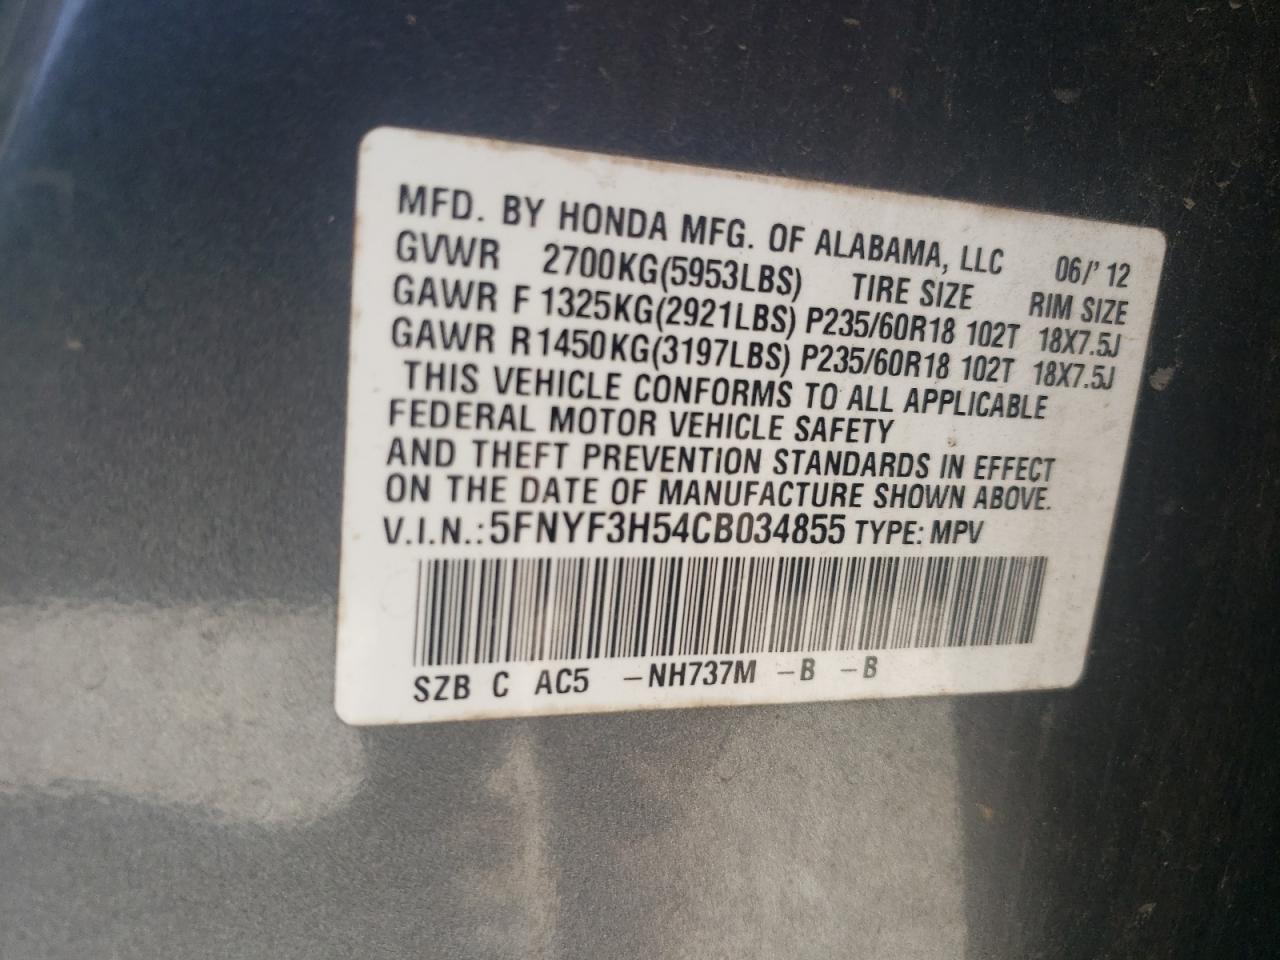 MFD. BY HONDA MFG. OF ALABAMA, LLC 06/'12
GVWR 2700KG(5953LBS) TIRE SIZE RIM SIZE
GAWR F 1325KG(2921LBS) P235/60R18 102T 18X7.5J
GAWR R 1450KG(3197LBS) P235/60R18 102T 18X7.5J
THIS VEHICLE CONFORMS TO ALL APPLICABLE
FEDERAL MOTOR VEHICLE SAFETY
AND THEFT PREVENTION STANDARDS IN EFFECT
ON THE DATE OF MANUFACTURE SHOWN ABOVE.
V.I.N.: 5FNYF3H54CB034855 TYPE: MPV
SZB C AC5 –NH737M –B –B